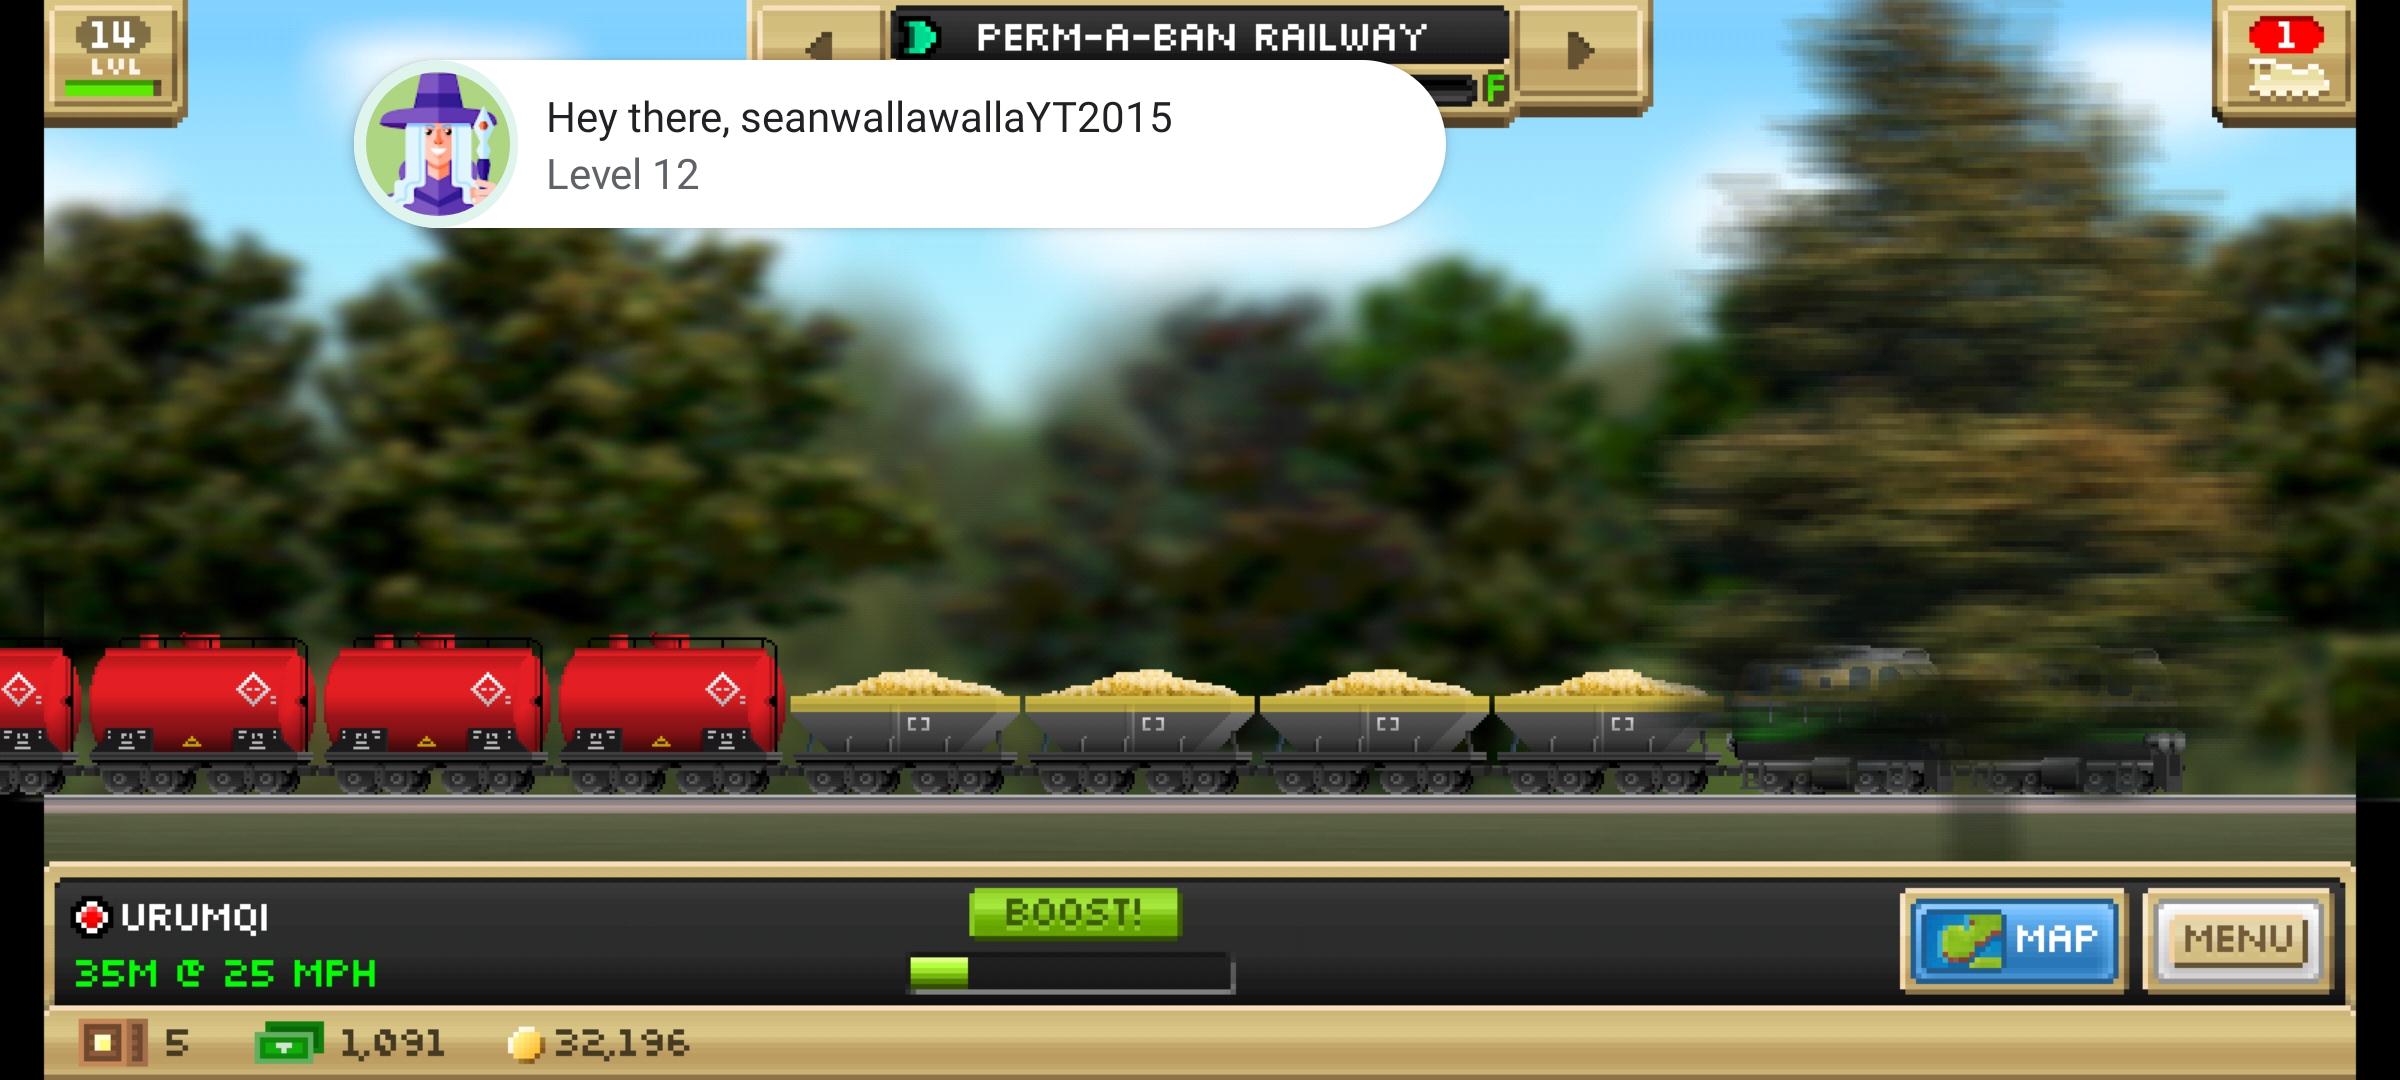 14
LVL
PERM-A-BAN RAILWAY
1
F
Hey there, seanwallawallaYT2015
Level 12
URUMQI
35M @ 25 MPH
BOOST!
MAP
MENU
5
1,091
32,196